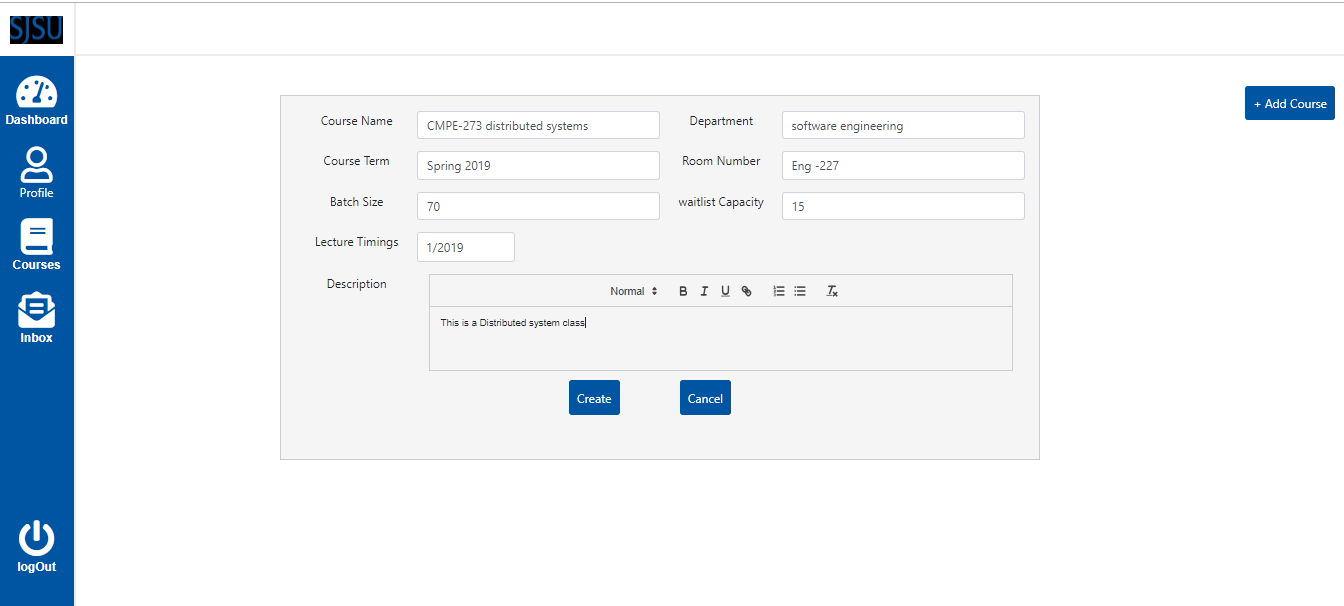 SJSU
Dashboard
Profile
Courses
Inbox
logOut
+ Add Course
Course Name CMPE-273 distributed systems Department software engineering
Course Term Spring 2019 Room Number Eng -227
Batch Size 70 waitlist Capacity 15
Lecture Timings 1/2019
Description
Normal B I U Tx
This is a Distributed system class
Create Cancel